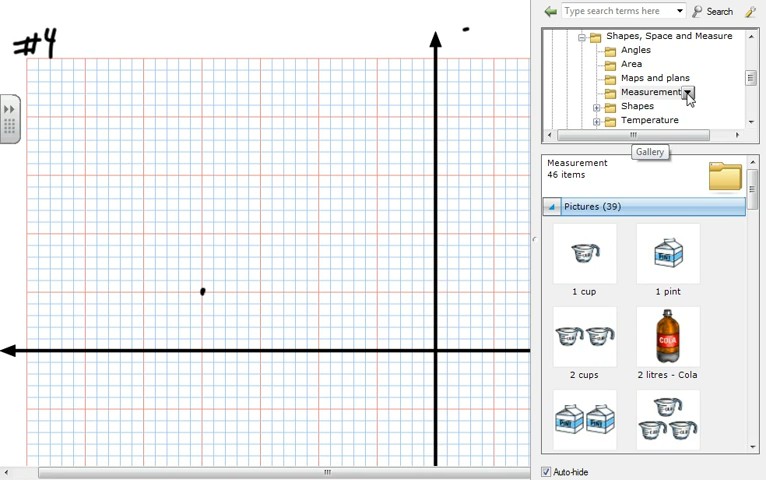 #4
Type search terms here
Search
Shapes, Space and Measure
Angles
Area
Maps and plans
Measurement
Shapes
Temperature
Gallery
Measurement
46 items
Pictures (39)
1 cup
1 pint
2 cups
2 litres - Cola
COLA
Auto-hide